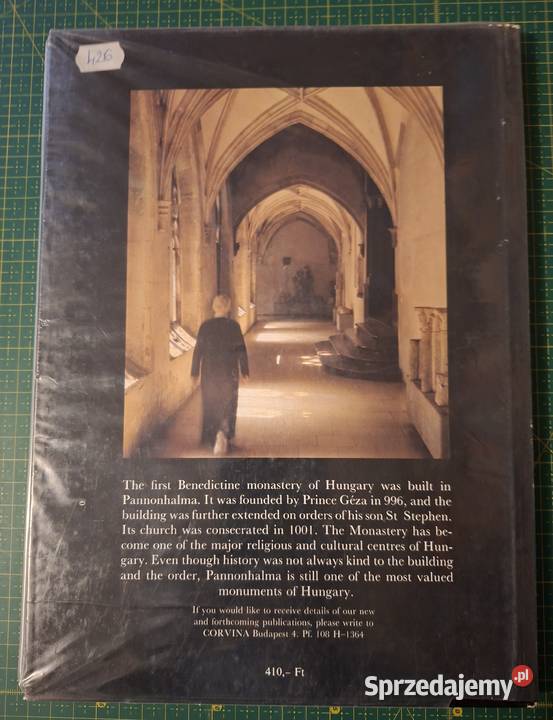 426
The first Benedictine monastery of Hungary was built in
Pannonhalma. It was founded by Prince Géza in 996, and the
building was further extended on orders of his son St Stephen.
Its church was consecrated in 1001. The Monastery has be-
come one of the major religious and cultural centres of Hun-
gary. Even though history was not always kind to the building
and the order, Pannonhalma is still one of the most valued
monuments of Hungary.
If you would like to receive details of our new
and forthcoming publications, please write to
CORVINA Budapest 4. Pf. 108 H–1364
410,– Ft
Sprzedajemy.pl